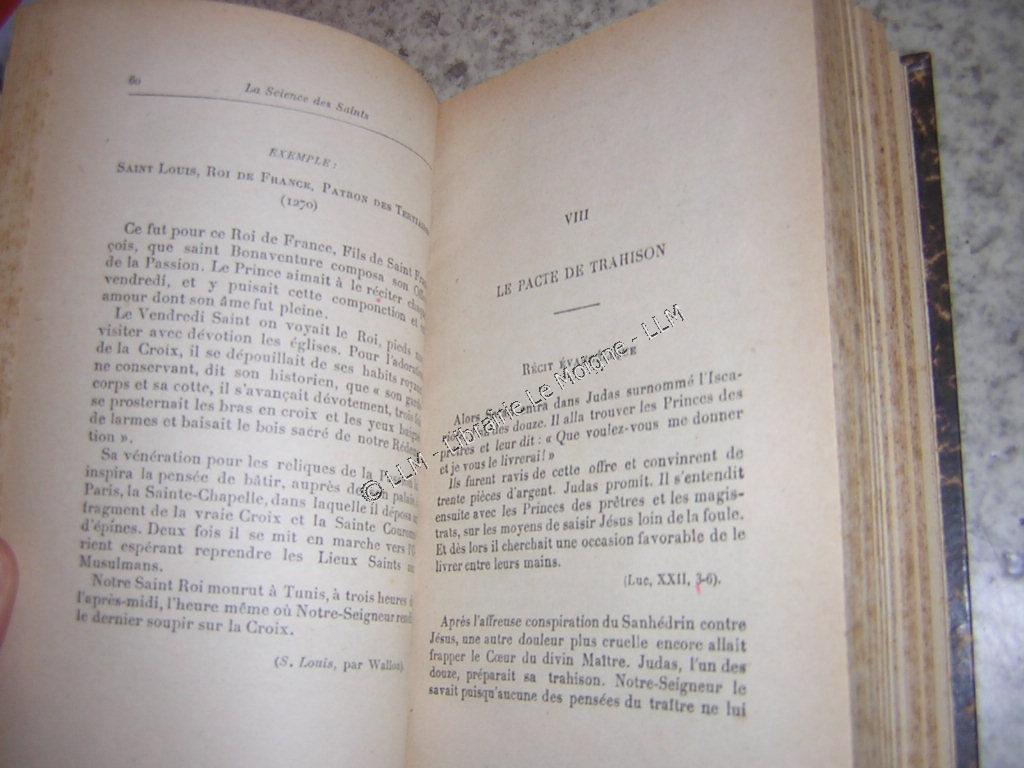 60
La Science des Saints
EXEMPLE:
SAINT LOUIS, ROI DE FRANCE, PATRON DES
(1270)
Ce fut pour ce Roi de France, Fils de Saint
çois, que saint Bonaventure composa son
de la Passion. Le Prince aimait à le réciter
vendredi, et y puisait cette componction et
amour dont son âme fut pleine.
Le Vendredi Saint on voyait le Roi, pieds
visiter avec dévotion les églises. Pour l'adoration
de la Croix, il se dépouillait de ses habits
ne conservant, dit son historien, que « son
corps et sa cotte, il s'avançait dévotement, trois
se prosternait les bras en croix et les yeux
de larmes et baisait le bois sacré de notre
tion ».
Sa vénération pour les reliques de la
inspira la pensée de bâtir, auprès de son palais
Paris, la Sainte-Chapelle, dans laquelle il déposa
fragment de la vraie Croix et la Sainte
d'épines. Deux fois il se mit en marche vers
rient espérant reprendre les Lieux Saints
Musulmans.
Notre Saint Roi mourut à Tunis, à trois heures
l'après-midi, l'heure même où Notre-Seigneur
le dernier soupir sur la Croix.
(S. Louis, par Wallon).
VIII
LE PACTE DE TRAHISON
RÉCIT
Alors dans Judas surnommé l'Isca-
des douze. Il alla trouver les Princes des
prêtres et leur dit : « Que voulez-vous me donner
et je vous le livrerai! »
Ils furent ravis de cette offre et convinrent de
trente pièces d'argent. Judas promit. Il s'entendit
ensuite avec les Princes des prêtres et les magis-
trats, sur les moyens de saisir Jésus loin de la foule.
Et dès lors il cherchait une occasion favorable de le
livrer entre leurs mains.
(Luc, XXII, 3-6).
Après l'affreuse conspiration du Sanhédrin contre
Jésus, une autre douleur plus cruelle encore allait
frapper le Cœur du divin Maître. Judas, l'un des
douze, préparait sa trahison. Notre-Seigneur le
savait puisqu'aucune des pensées du traître ne lui
© LLM - Librairie Le Moigne - LLM